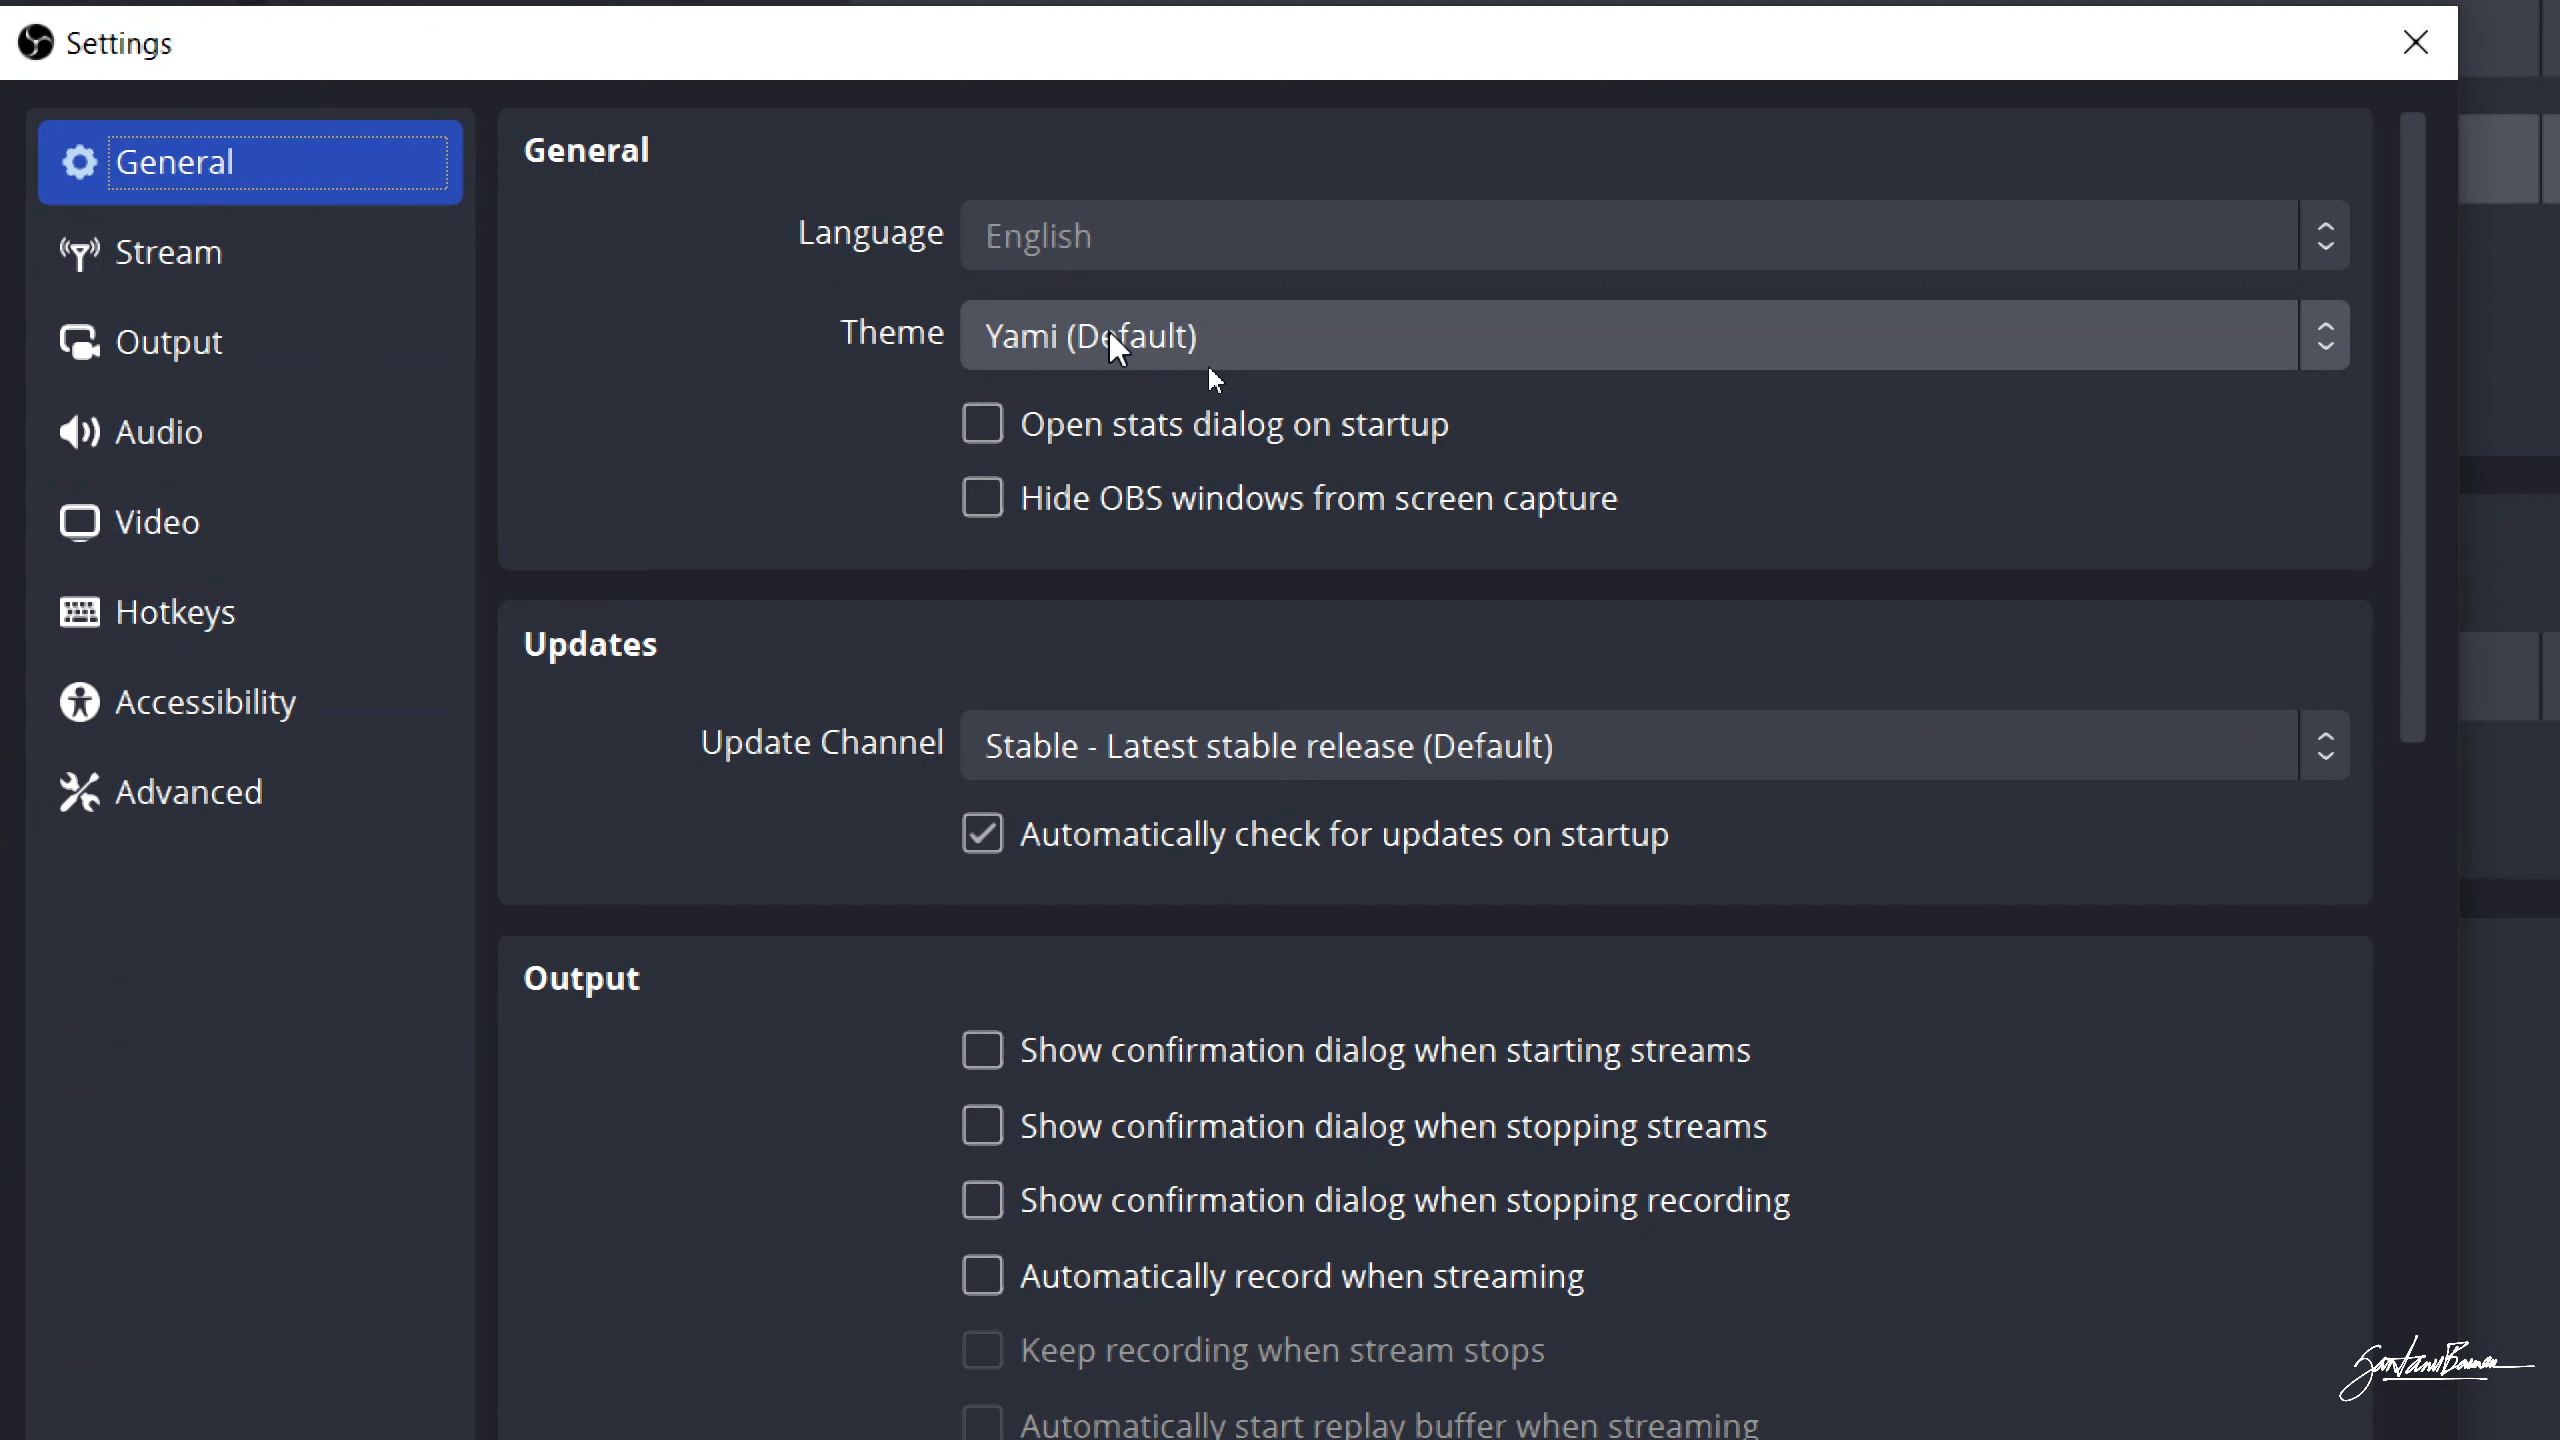 Settings
General
Stream
Output
Audio
Video
Hotkeys
Accessibility
Advanced
General
Language English
Theme Yami (Default)
Open stats dialog on startup
Hide OBS windows from screen capture
Updates
Update Channel Stable - Latest stable release (Default)
Automatically check for updates on startup
Output
Show confirmation dialog when starting streams
Show confirmation dialog when stopping streams
Show confirmation dialog when stopping recording
Automatically record when streaming
Keep recording when stream stops
Automatically start replay buffer when streaming